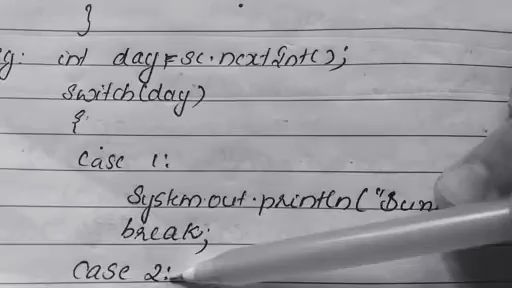 }
g: int day=sc.nextInt();
switch(day)
{
case 1:
System.out.println("Sun
break;
case 2: